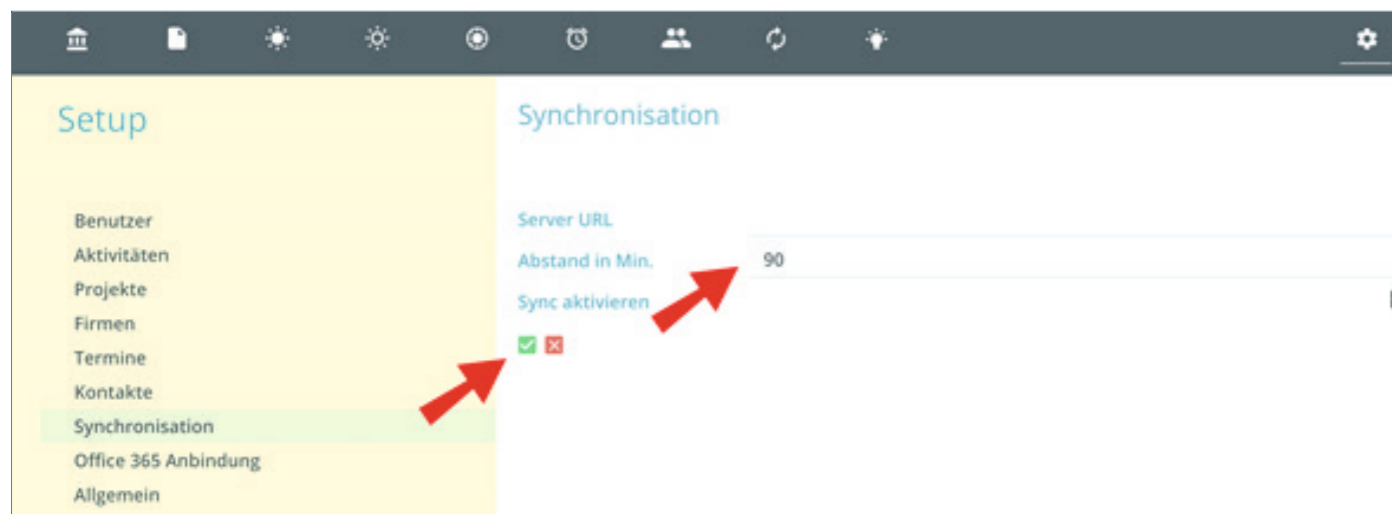 Setup
Benutzer
Aktivitäten
Projekte
Firmen
Termine
Kontakte
Synchronisation
Office 365 Anbindung
Allgemein
Synchronisation
Server URL
Abstand in Min. 90
Sync aktivieren